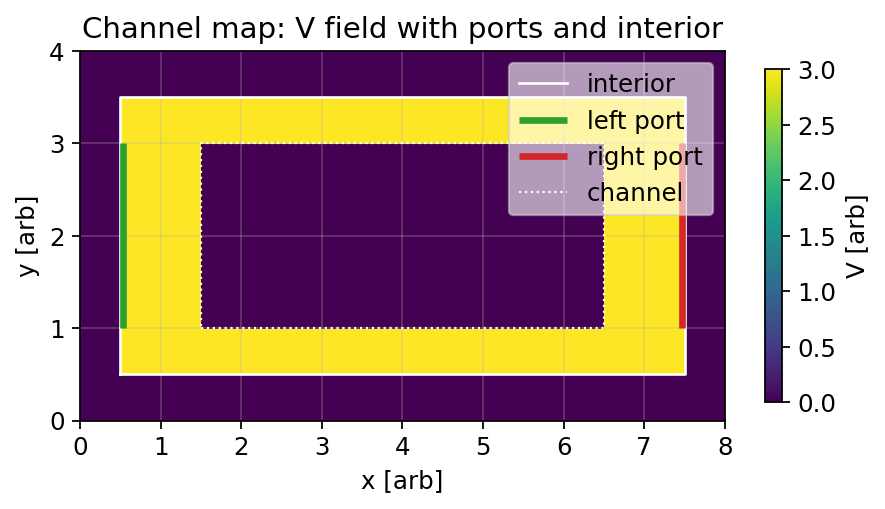 Channel map: V field with ports and interior
4
3
2
1
0
y [arb]
interior
left port
right port
channel
0 1 2 3 4 5 6 7 8
x [arb]
3.0
2.5
2.0
1.5
1.0
0.5
0.0
V [arb]